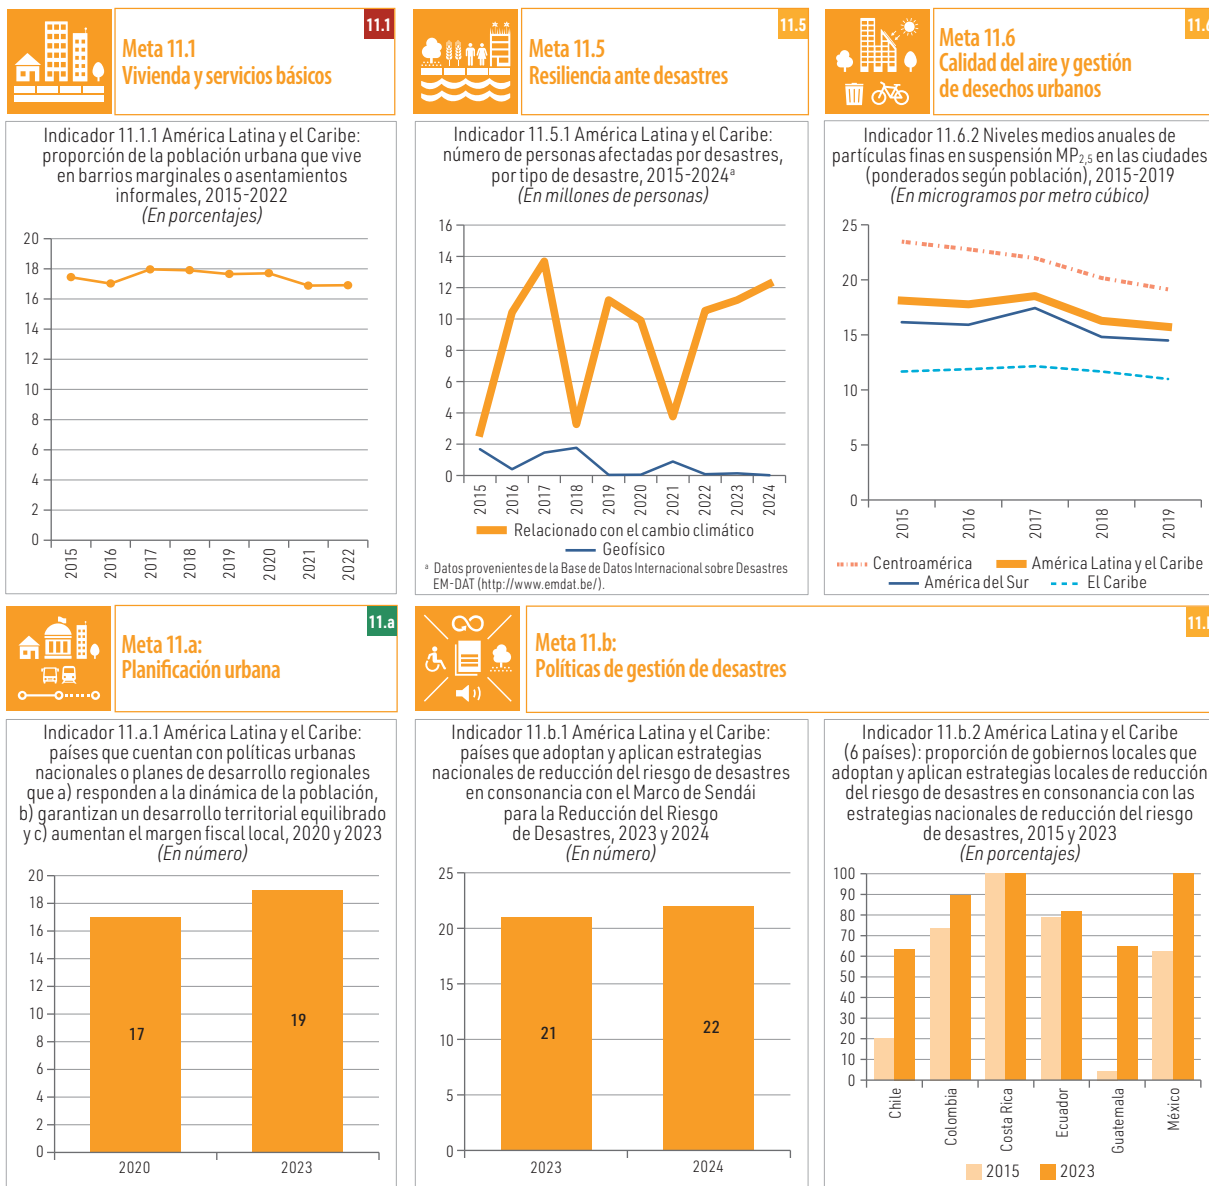 11.1
Meta 11.1
Vivienda y servicios básicos
Indicador 11.1.1 América Latina y el Caribe:
proporción de la población urbana que vive
en barrios marginales o asentamientos
informales, 2015-2022
(En porcentajes)
20
18
16
14
12
10
8
6
4
2
0
2015
2016
2017
2018
2019
2020
2021
2022
11.5
Meta 11.5
Resiliencia ante desastres
Indicador 11.5.1 América Latina y el Caribe:
número de personas afectadas por desastres,
por tipo de desastre, 2015-2024ª
(En millones de personas)
16
14
12
10
8
6
4
2
0
2015
2016
2017
2018
2019
2020
2021
2022
2023
2024
Relacionado con el cambio climático
Geofísico
ª Datos provenientes de la Base de Datos Internacional sobre Desastres
EM-DAT (http://www.emdat.be/).
Meta 11.6
Calidad del aire y gestión
de desechos urbanos
Indicador 11.6.2 Niveles medios anuales de
partículas finas en suspensión MP₂,₅ en las ciudades
(ponderados según población), 2015-2019
(En microgramos por metro cúbico)
25
20
15
10
5
0
2015
2016
2017
2018
2019
Centroamérica
América Latina y el Caribe
América del Sur
El Caribe
11.a
Meta 11.a:
Planificación urbana
Indicador 11.a.1 América Latina y el Caribe:
países que cuentan con políticas urbanas
nacionales o planes de desarrollo regionales
que a) responden a la dinámica de la población,
b) garantizan un desarrollo territorial equilibrado
y c) aumentan el margen fiscal local, 2020 y 2023
(En número)
20
18
16
14
12
10
8
6
4
2
0
17
19
2020
2023
Meta 11.b:
Políticas de gestión de desastres
Indicador 11.b.1 América Latina y el Caribe:
países que adoptan y aplican estrategias
nacionales de reducción del riesgo de desastres
en consonancia con el Marco de Sendái
para la Reducción del Riesgo
de Desastres, 2023 y 2024
(En número)
25
20
15
10
5
0
21
22
2023
2024
Indicador 11.b.2 América Latina y el Caribe
(6 países): proporción de gobiernos locales que
adoptan y aplican estrategias locales de reducción
del riesgo de desastres en consonancia con las
estrategias nacionales de reducción del riesgo
de desastres, 2015 y 2023
(En porcentajes)
100
90
80
70
60
50
40
30
20
10
0
Chile
Colombia
Costa Rica
Ecuador
Guatemala
México
2015
2023